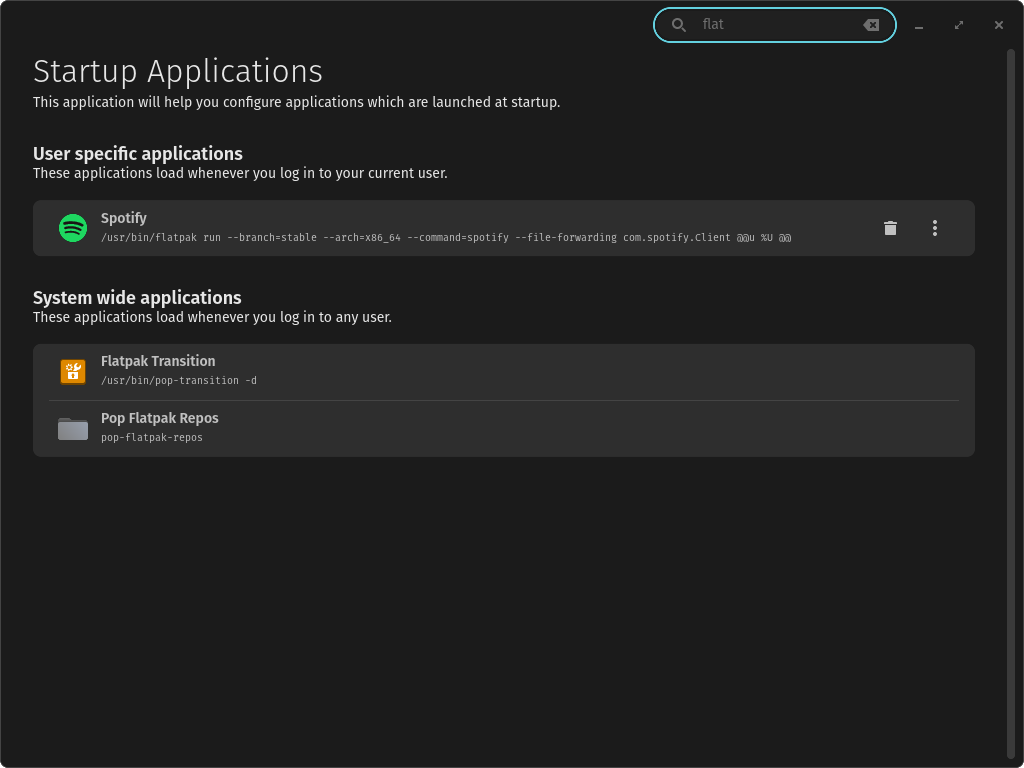 flat
Startup Applications
This application will help you configure applications which are launched at startup.
User specific applications
These applications load whenever you log in to your current user.
Spotify
/usr/bin/flatpak run --branch=stable --arch=x86_64 --command=spotify --file-forwarding com.spotify.Client @@u %U @@
System wide applications
These applications load whenever you log in to any user.
Flatpak Transition
/usr/bin/pop-transition -d
Pop Flatpak Repos
pop-flatpak-repos